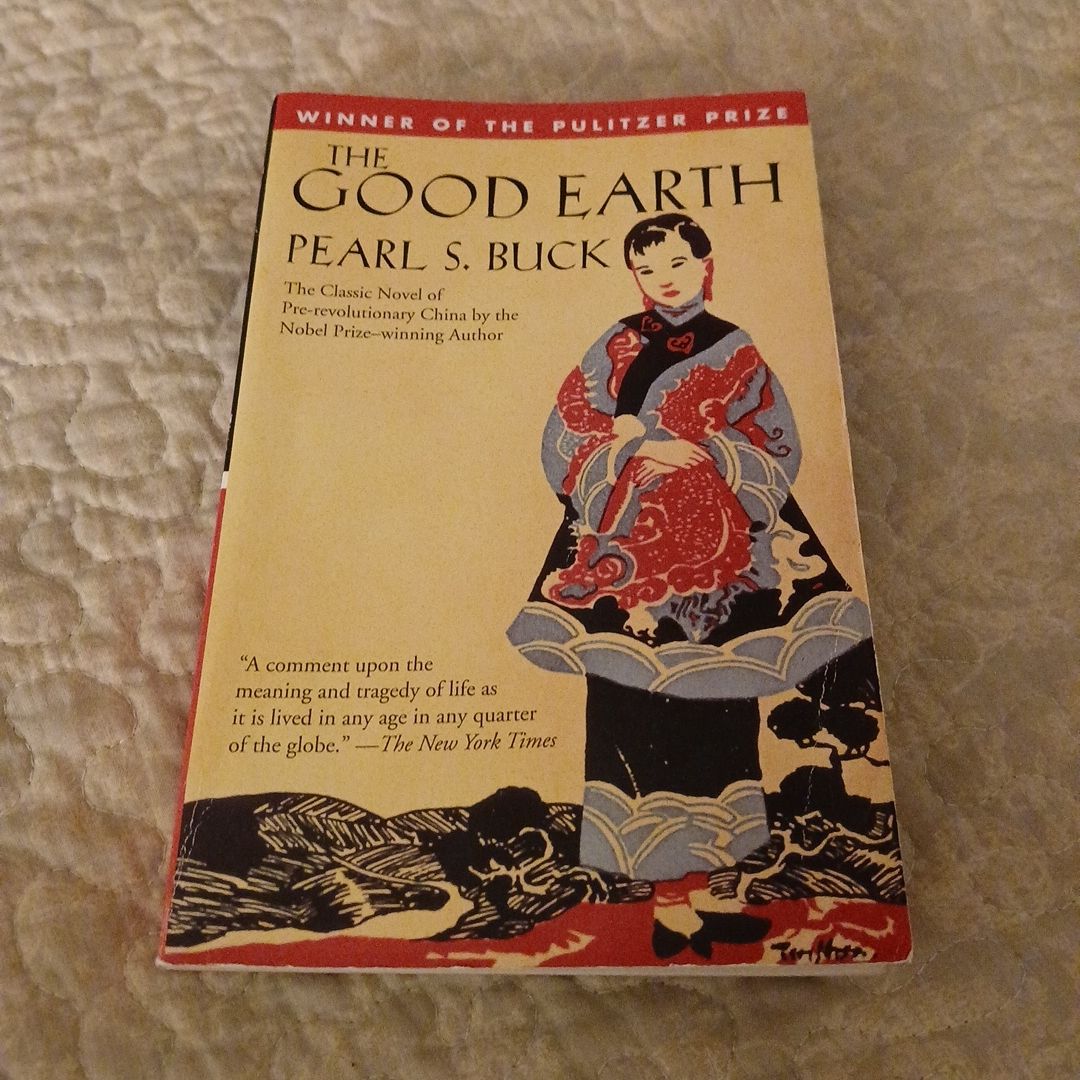 WINNER OF THE PULITZER PRIZE
THE
GOOD EARTH
PEARL S. BUCK
The Classic Novel of
Pre-revolutionary China by the
Nobel Prize–winning Author
“A comment upon the
meaning and tragedy of life as
it is lived in any age in any quarter
of the globe.” —The New York Times